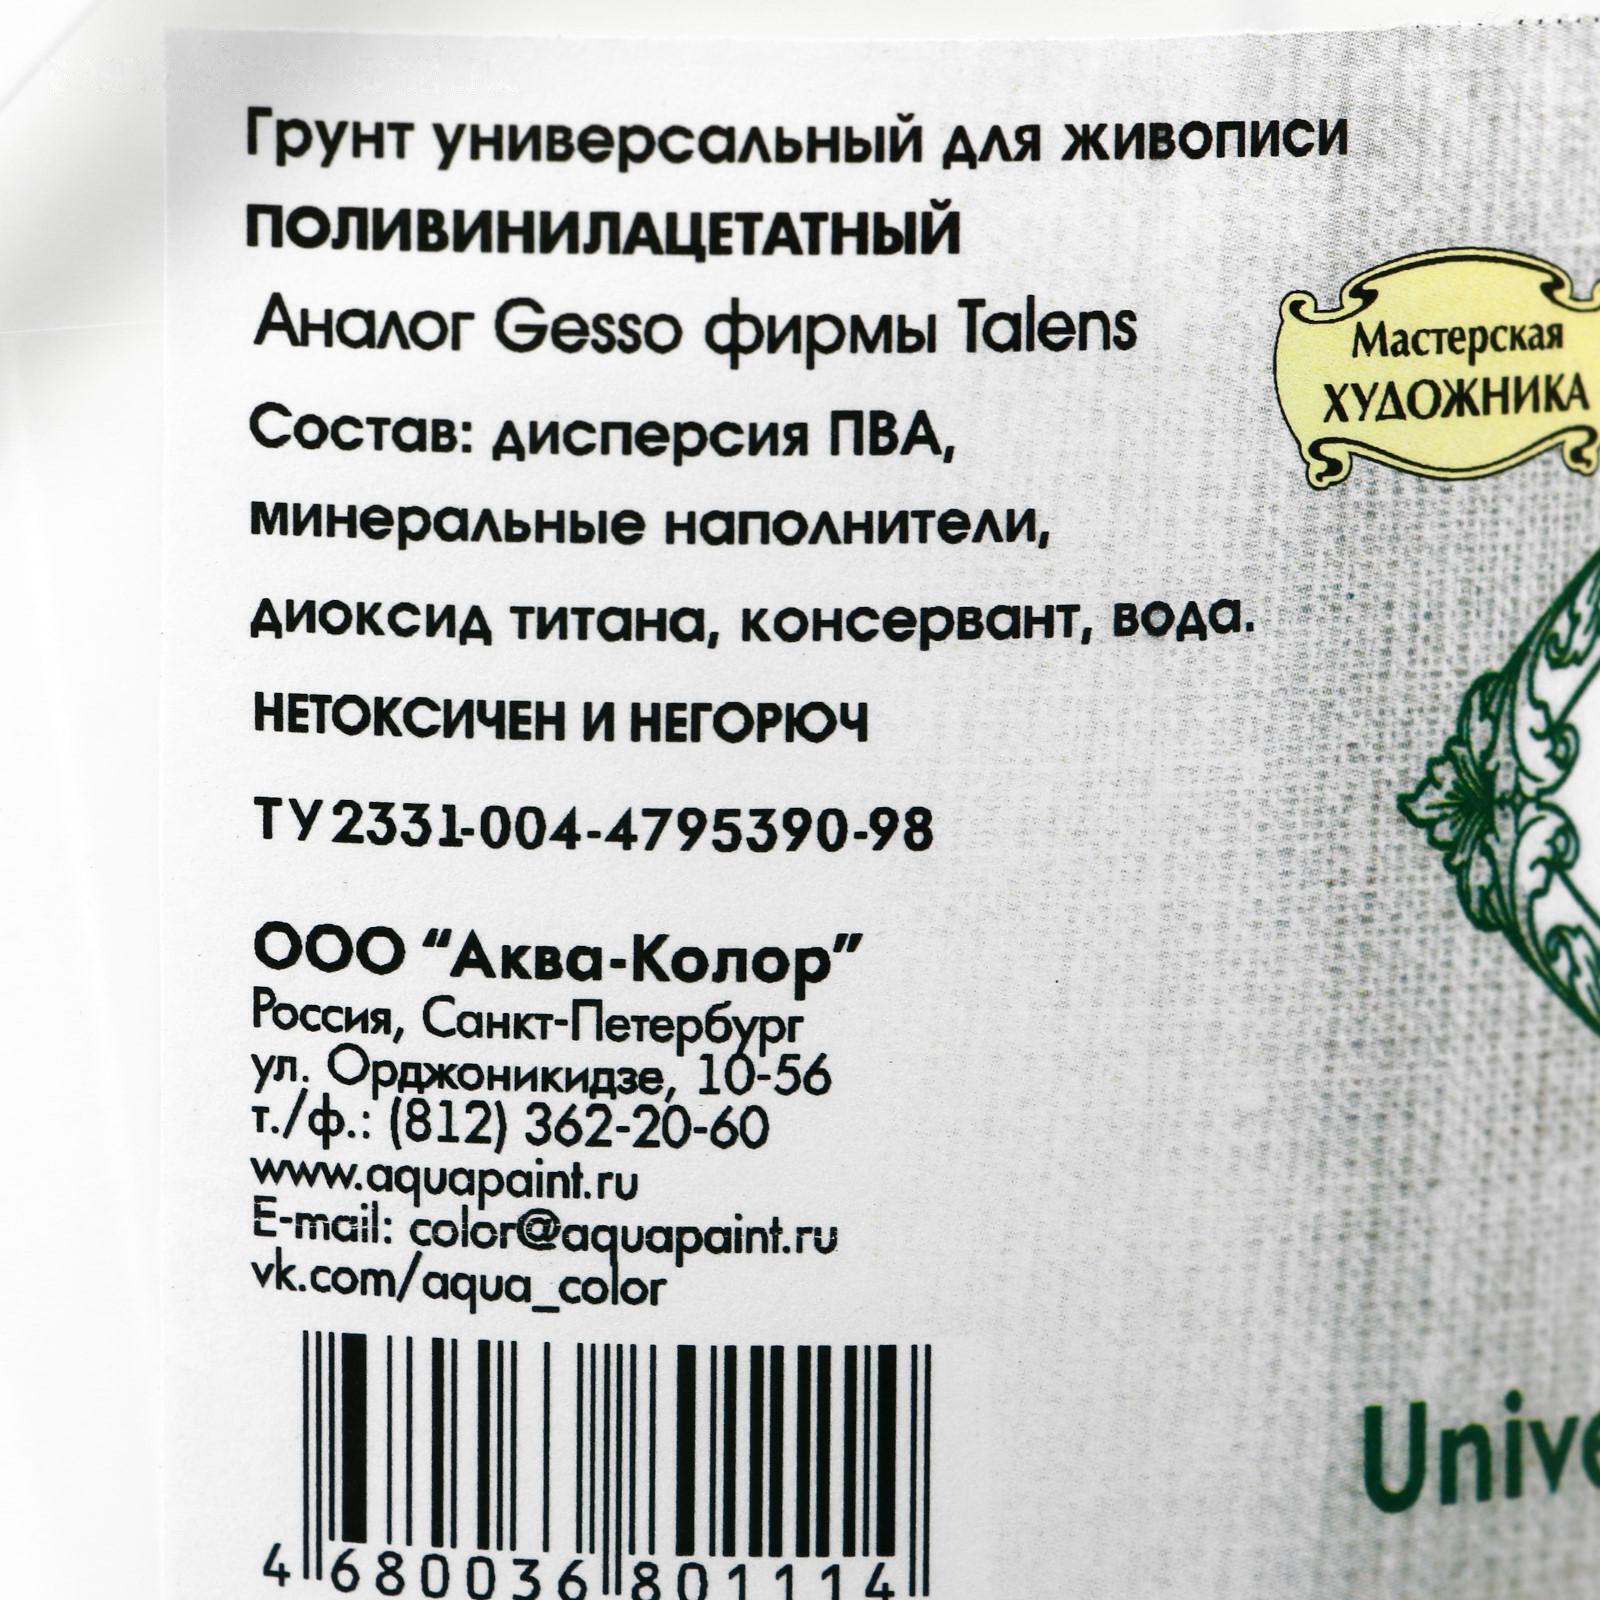 Грунт универсальный для живописи
ПОЛИВИНИЛАЦЕТАТНЫЙ
Аналог Gesso фирмы Talens
Состав: дисперсия ПВА,
минеральные наполнители,
диоксид титана, консервант, вода.
НЕТОКСИЧЕН И НЕГОРЮЧ
ТУ2331-004-4795390-98
ООО “Аква-Колор”
Россия, Санкт-Петербург
ул. Орджоникидзе, 10-56
т./ф.: (812) 362-20-60
www.aquapaint.ru
E-mail: color@aquapaint.ru
vk.com/aqua_color
4 680036 801114
Мастерская
ХУДОЖНИКА